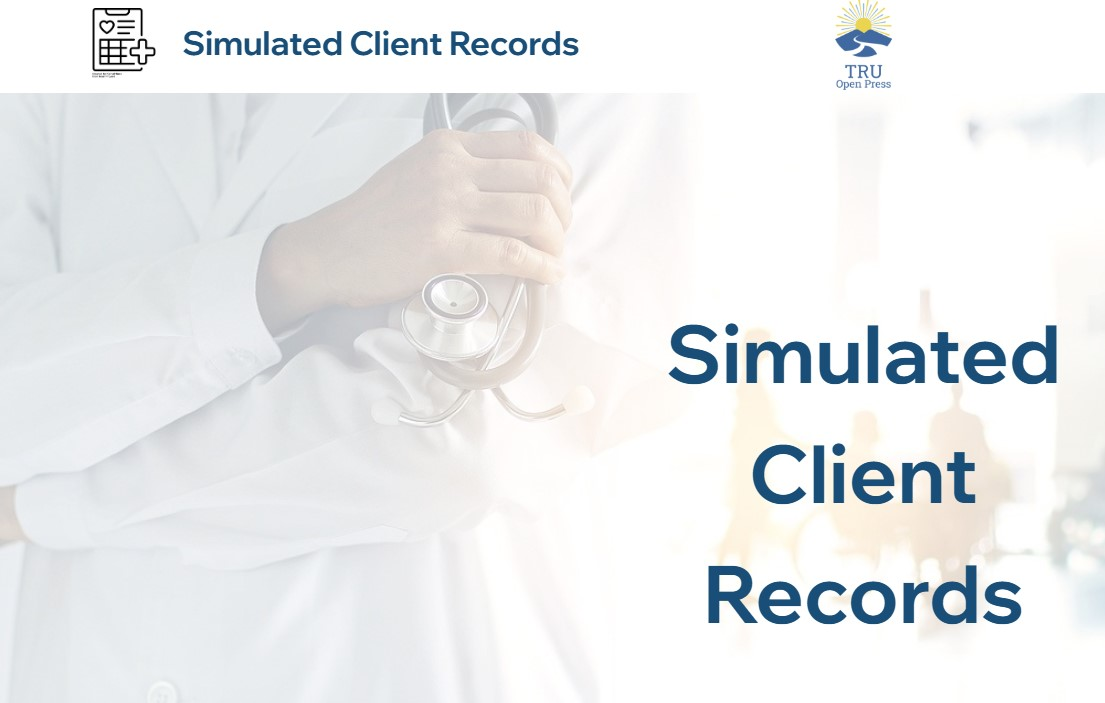 Simulated Client Records
TRU
Open Press
Simulated
Client
Records